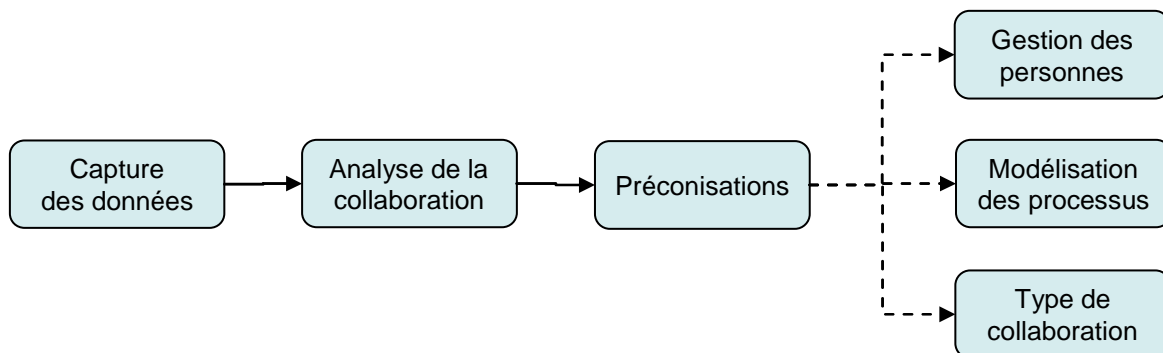 Capture
des données
Analyse de la
collaboration
Préconisations
Gestion des
personnes
Modélisation
des processus
Type de
collaboration